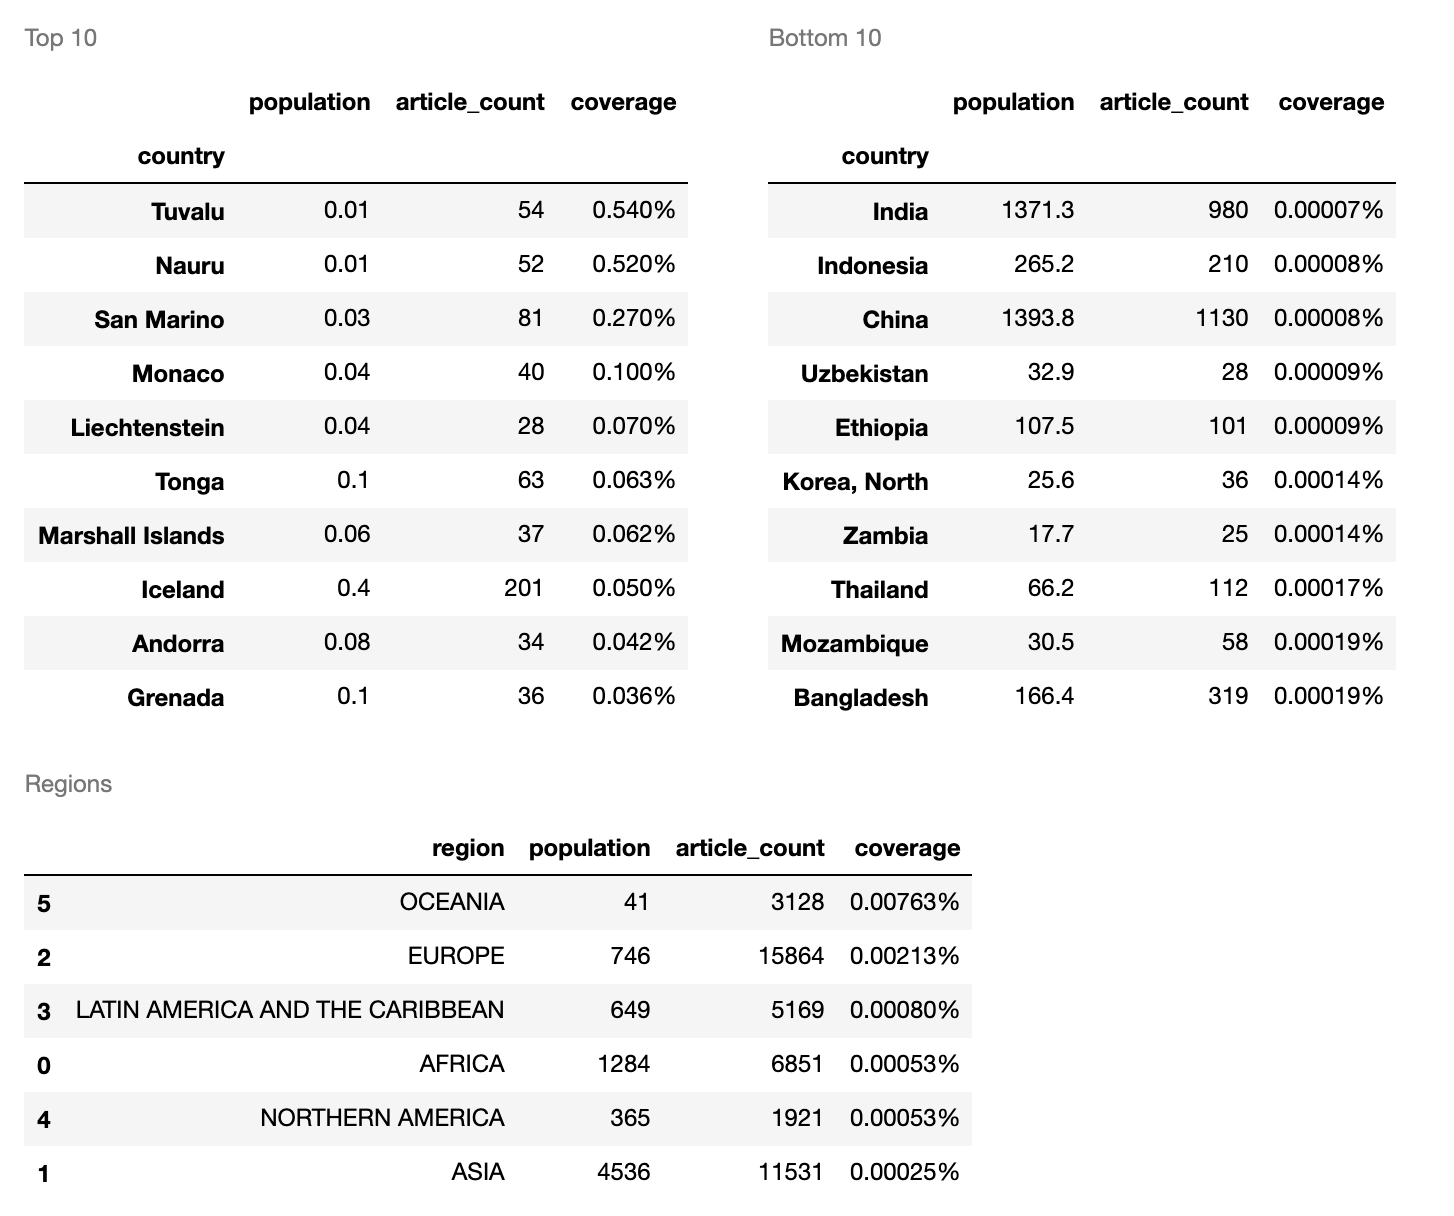 Top 10
population article_count coverage
country
Tuvalu 0.01 54 0.540%
Nauru 0.01 52 0.520%
San Marino 0.03 81 0.270%
Monaco 0.04 40 0.100%
Liechtenstein 0.04 28 0.070%
Tonga 0.1 63 0.063%
Marshall Islands 0.06 37 0.062%
Iceland 0.4 201 0.050%
Andorra 0.08 34 0.042%
Grenada 0.1 36 0.036%
Bottom 10
population article_count coverage
country
India 1371.3 980 0.00007%
Indonesia 265.2 210 0.00008%
China 1393.8 1130 0.00008%
Uzbekistan 32.9 28 0.00009%
Ethiopia 107.5 101 0.00009%
Korea, North 25.6 36 0.00014%
Zambia 17.7 25 0.00014%
Thailand 66.2 112 0.00017%
Mozambique 30.5 58 0.00019%
Bangladesh 166.4 319 0.00019%
Regions
region population article_count coverage
5 OCEANIA 41 3128 0.00763%
2 EUROPE 746 15864 0.00213%
3 LATIN AMERICA AND THE CARIBBEAN 649 5169 0.00080%
0 AFRICA 1284 6851 0.00053%
4 NORTHERN AMERICA 365 1921 0.00053%
1 ASIA 4536 11531 0.00025%